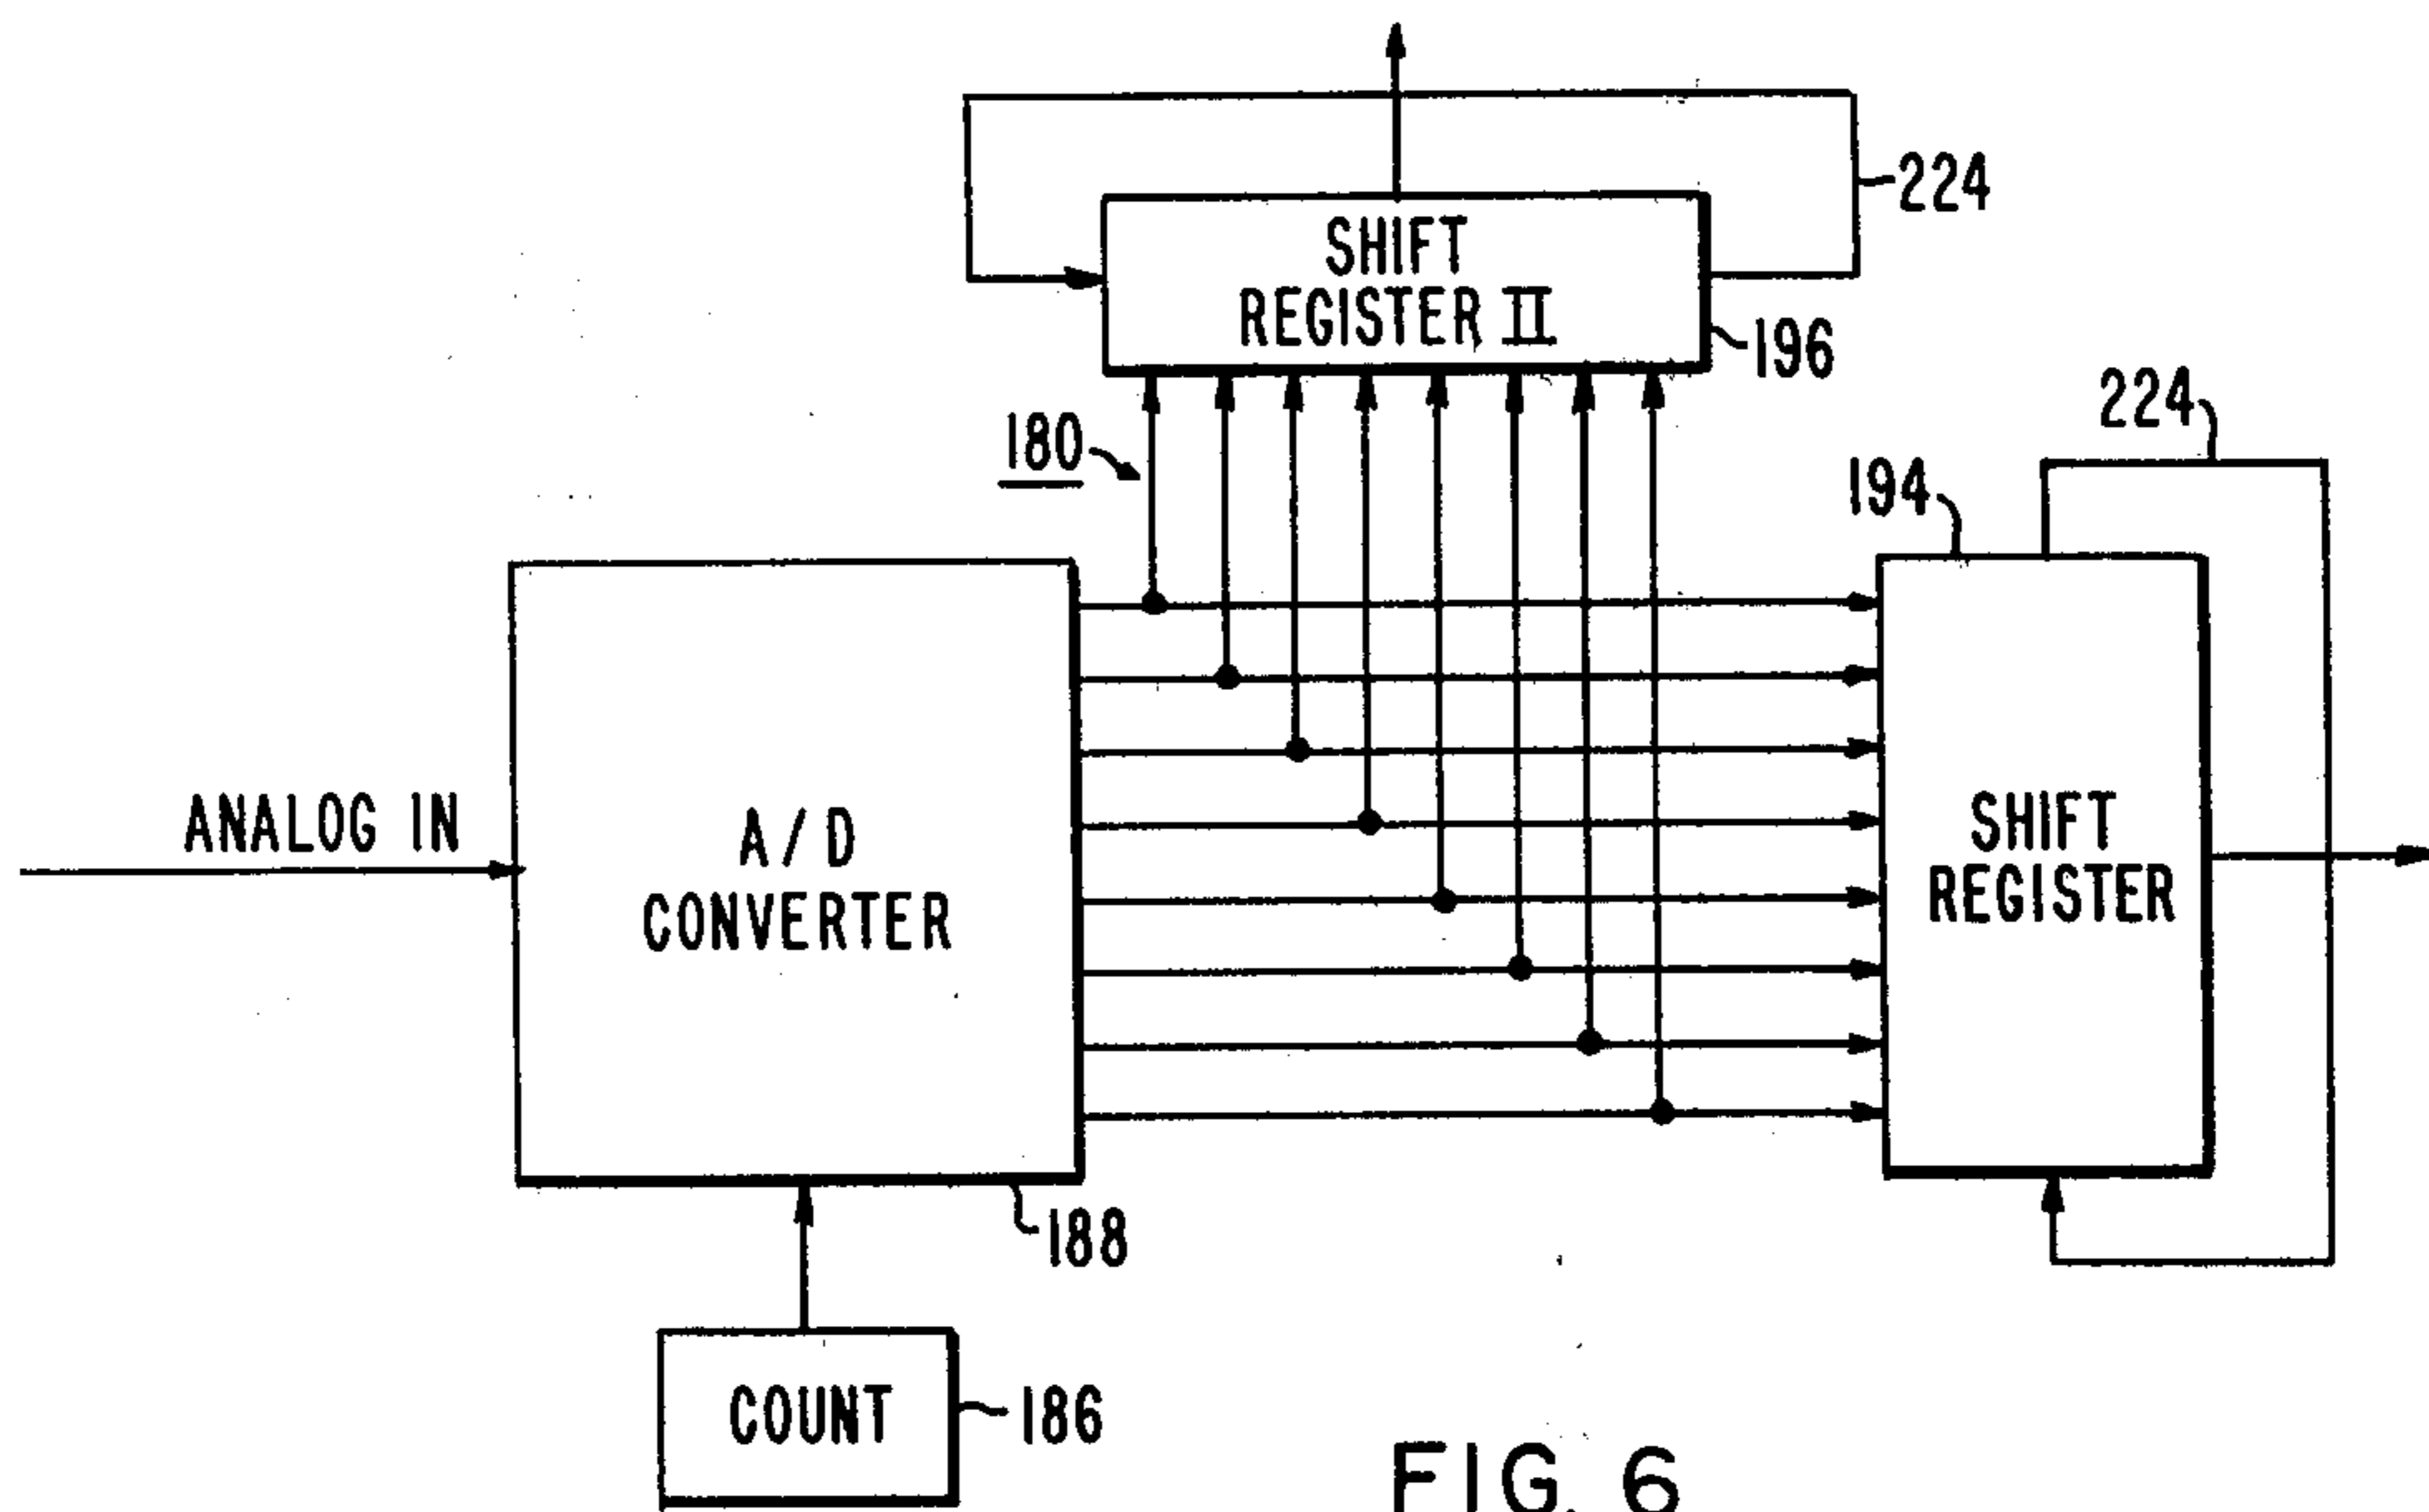 224
SHIFT
REGISTER II
196
224
180
194
ANALOG IN
A/D
CONVERTER
SHIFT
REGISTER
188
COUNT
186
FIG. 6